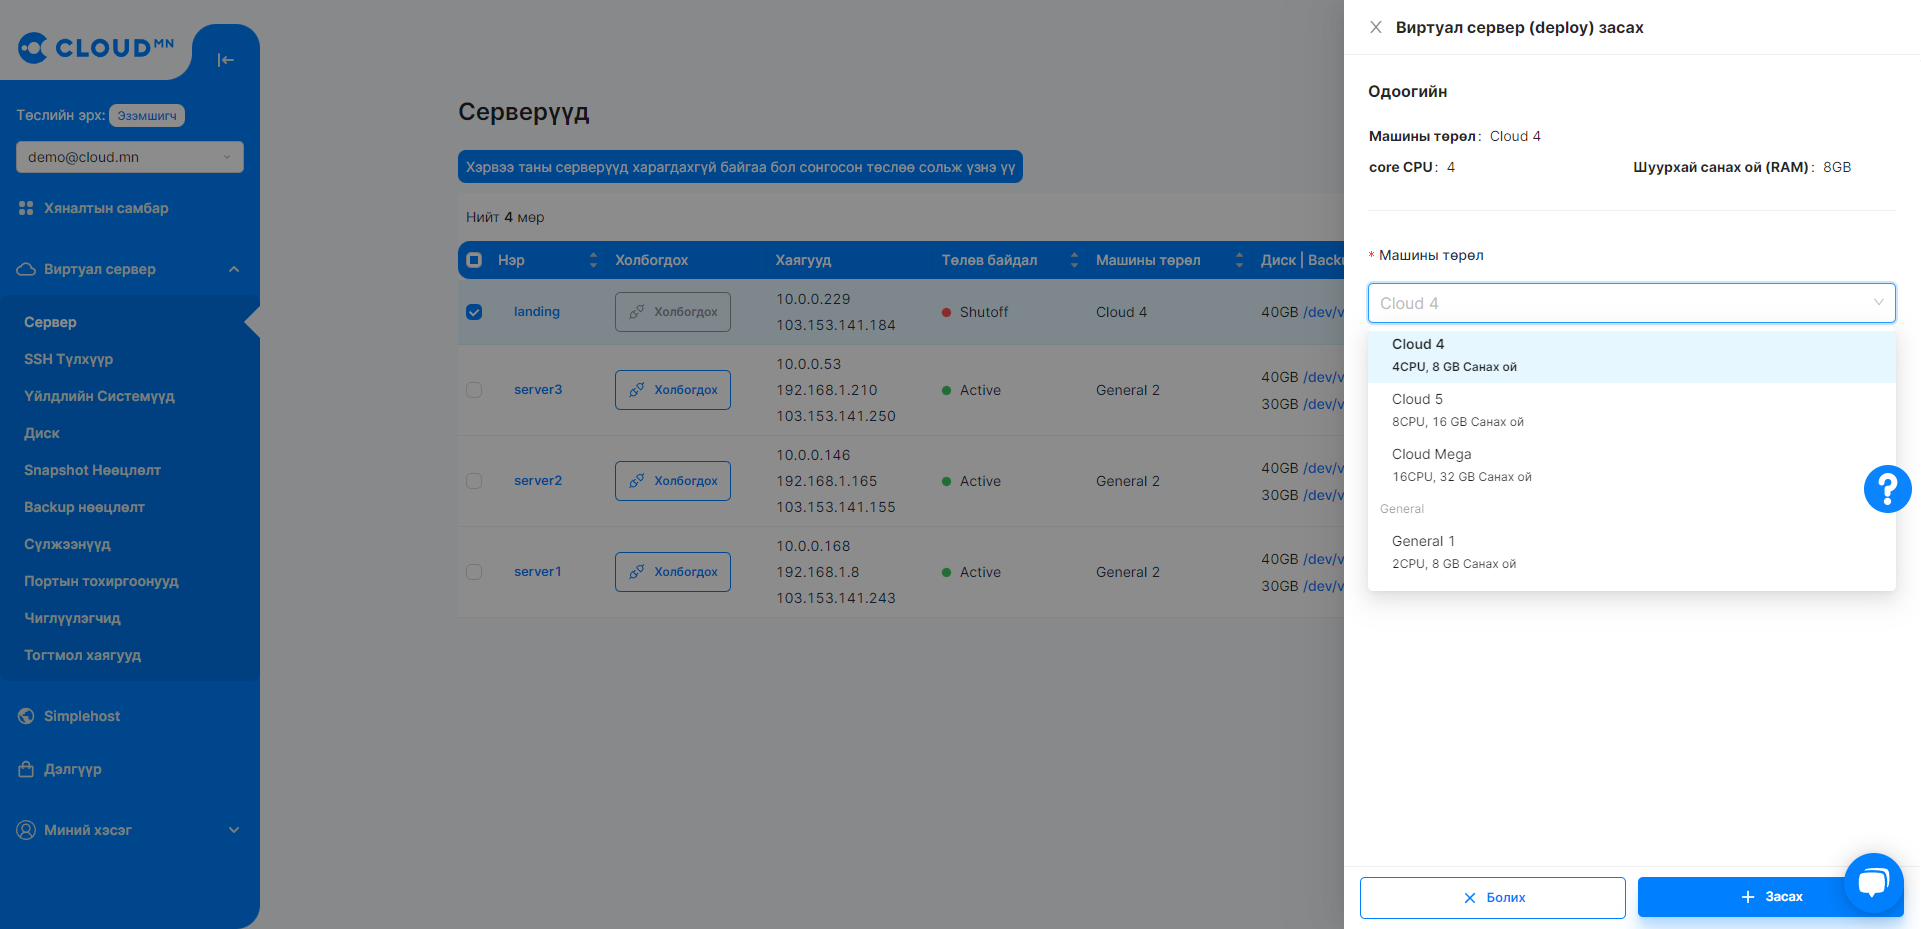 CLOUD MN
Төслийн эрх: Эзэмшигч
demo@cloud.mn
Хяналтын самбар
Виртуал сервер
Сервер
SSH Түлхүүр
Үйлдлийн Системүүд
Диск
Snapshot Нөөцлөлт
Backup нөөцлөлт
Сүлжээнүүд
Портын тохиргоонууд
Чиглүүлэгчид
Тогтмол хаягууд
Simplehost
Дэлгүүр
Миний хэсэг
Серверүүд
Хэрвээ таны серверүүд харагдахгүй байгаа бол сонгосон төслөө сольж үзнэ үү
Нийт 4 мөр
Нэр Холбогдох Хаягууд Төлөв байдал Машины төрөл Диск | Backu
landing Холбогдох 10.0.0.229 Shutoff Cloud 4 40GB /dev/v
103.153.141.184
server3 Холбогдох 10.0.0.53 Active General 2 40GB /dev/v
192.168.1.210 30GB /dev/v
103.153.141.250
server2 Холбогдох 10.0.0.146 Active General 2 40GB /dev/v
192.168.1.165 30GB /dev/v
103.153.141.155
server1 Холбогдох 10.0.0.168 Active General 2 40GB /dev/v
192.168.1.8 30GB /dev/v
103.153.141.243
Виртуал сервер (deploy) засах
Одоогийн
Машины төрөл: Cloud 4
core CPU: 4 Шуурхай санах ой (RAM): 8GB
* Машины төрөл
Cloud 4
Cloud 4
4CPU, 8 GB Санах ой
Cloud 5
8CPU, 16 GB Санах ой
Cloud Mega
16CPU, 32 GB Санах ой
General
General 1
2CPU, 8 GB Санах ой
?
Болих
Засах